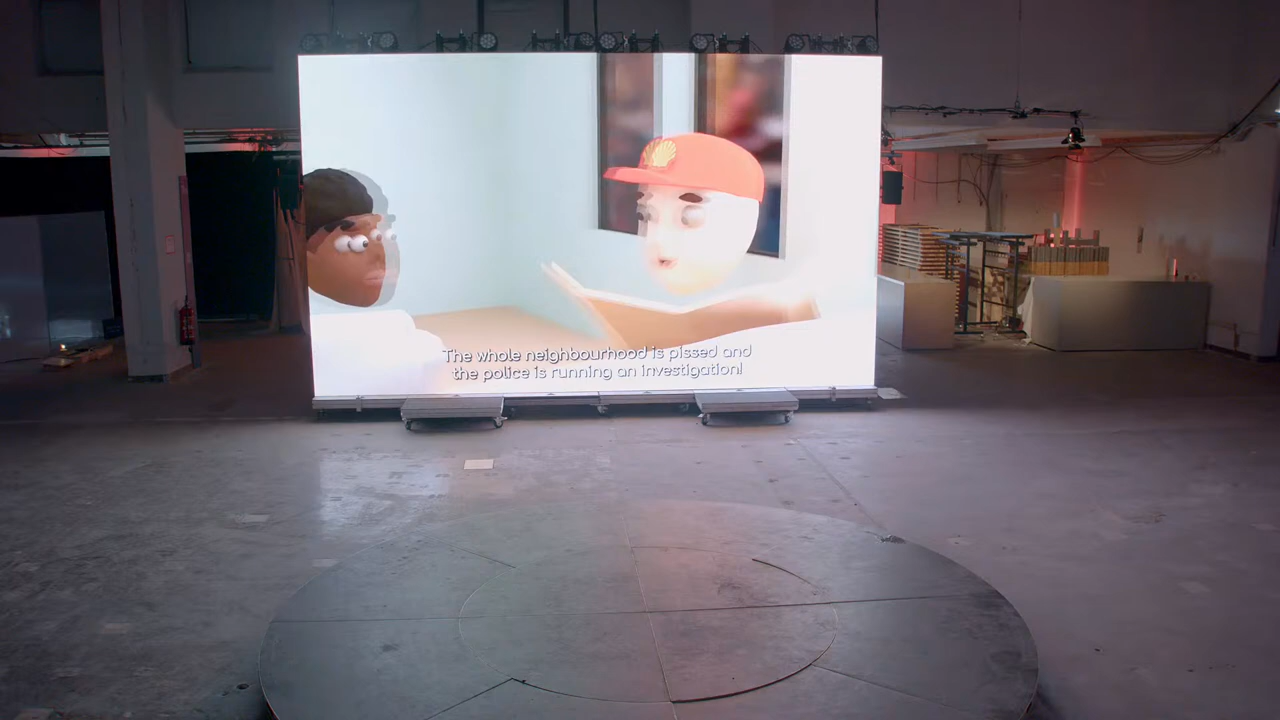 The whole neighbourhood is pissed and
the police is running an investigation!